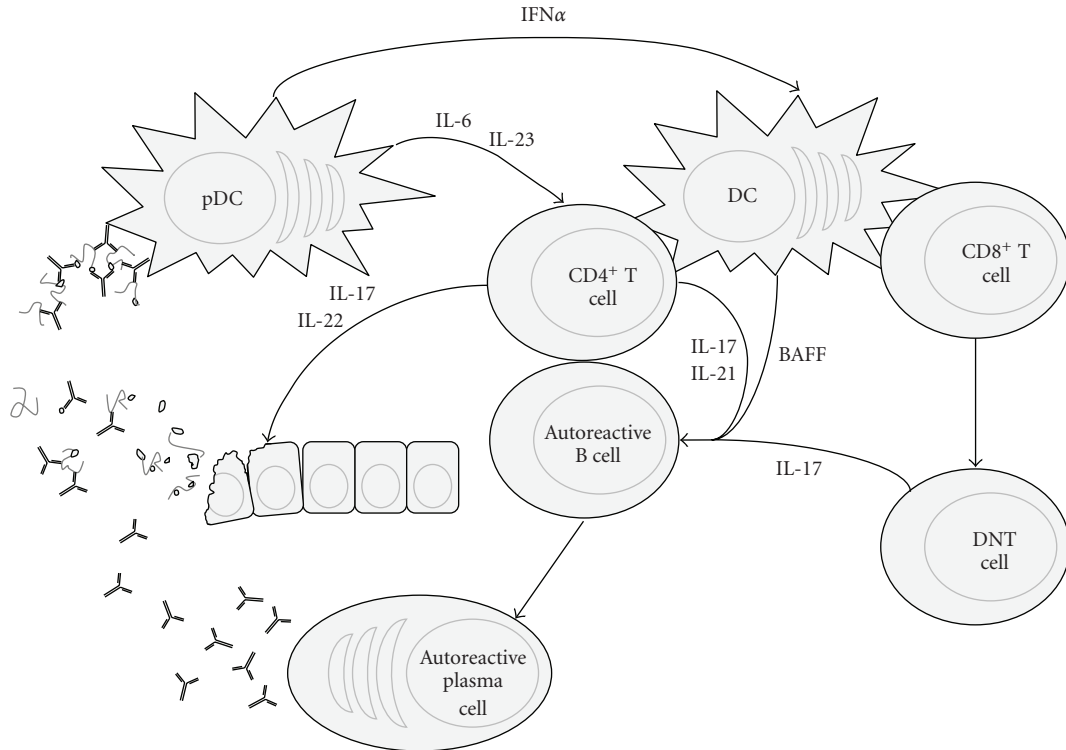 IFNα
IL-6
IL-23
pDC
DC
CD4⁺ T
cell
CD8⁺ T
cell
IL-17
IL-22
IL-17
IL-21
BAFF
Autoreactive
B cell
IL-17
DNT
cell
Autoreactive
plasma
cell